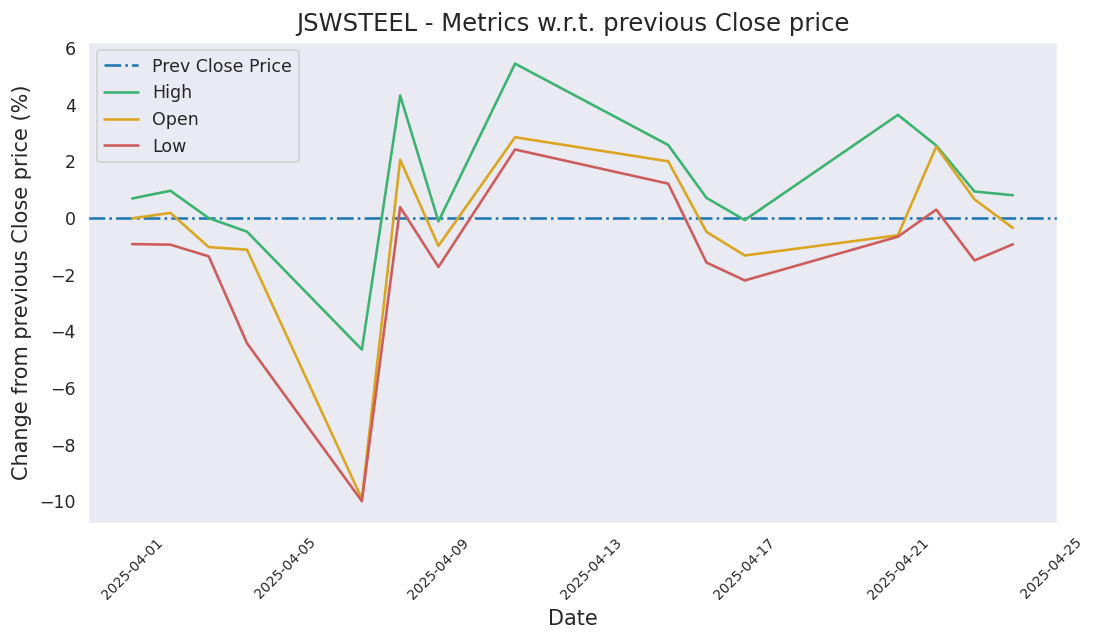 JSWSTEEL - Metrics w.r.t. previous Close price
Change from previous Close price (%)
6
4
2
0
−2
−4
−6
−8
−10
Prev Close Price
High
Open
Low
2025-04-01
2025-04-05
2025-04-09
2025-04-13
2025-04-17
2025-04-21
2025-04-25
Date